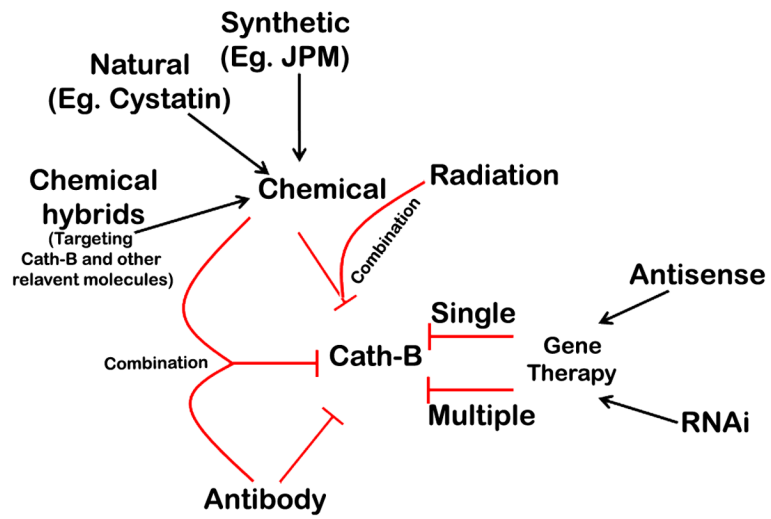 Synthetic
(Eg. JPM)
Natural
(Eg. Cystatin)
Chemical
hybrids
(Targeting
Cath-B and other
relavent molecules)
Chemical
Radiation
Combination
Antisense
Single
Gene
Therapy
Cath-B
Combination
Multiple
RNAi
Antibody